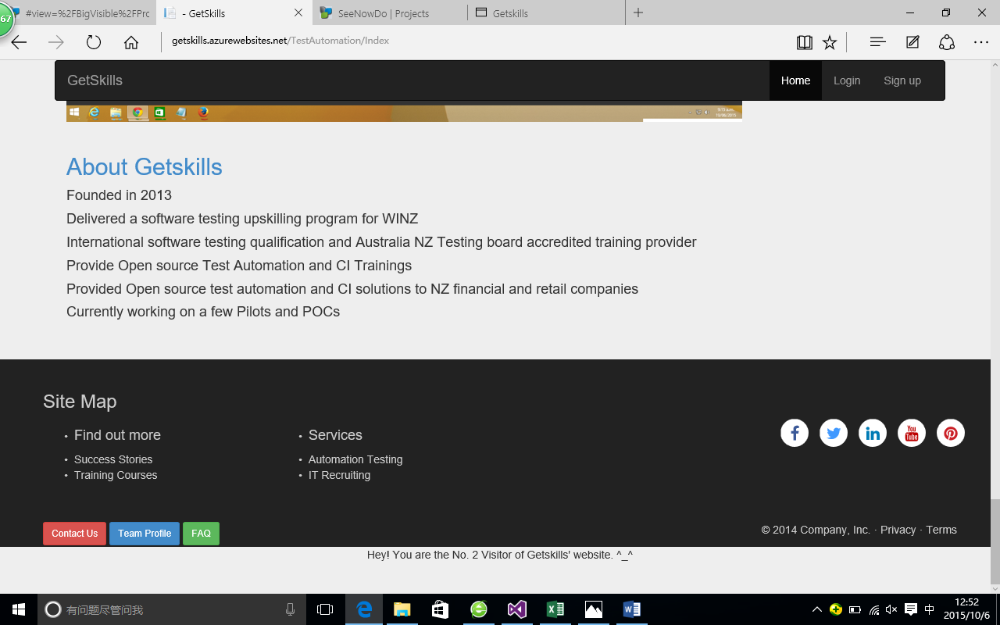 67
#view=%2FBigVisible%2FPro
- GetSkills
SeeNowDo | Projects
Getskills
getskills.azurewebsites.net/TestAutomation/Index
GetSkills
Home
Login
Sign up
About Getskills
Founded in 2013
Delivered a software testing upskilling program for WINZ
International software testing qualification and Australia NZ Testing board accredited training provider
Provide Open source Test Automation and CI Trainings
Provided Open source test automation and CI solutions to NZ financial and retail companies
Currently working on a few Pilots and POCs
Site Map
• Find out more
• Success Stories
• Training Courses
• Services
• Automation Testing
• IT Recruiting
You
Tube
Contact Us
Team Profile
FAQ
© 2014 Company, Inc. · Privacy · Terms
Hey! You are the No. 2 Visitor of Getskills' website. ^_^
有问题尽管问我
中
12:52
2015/10/6